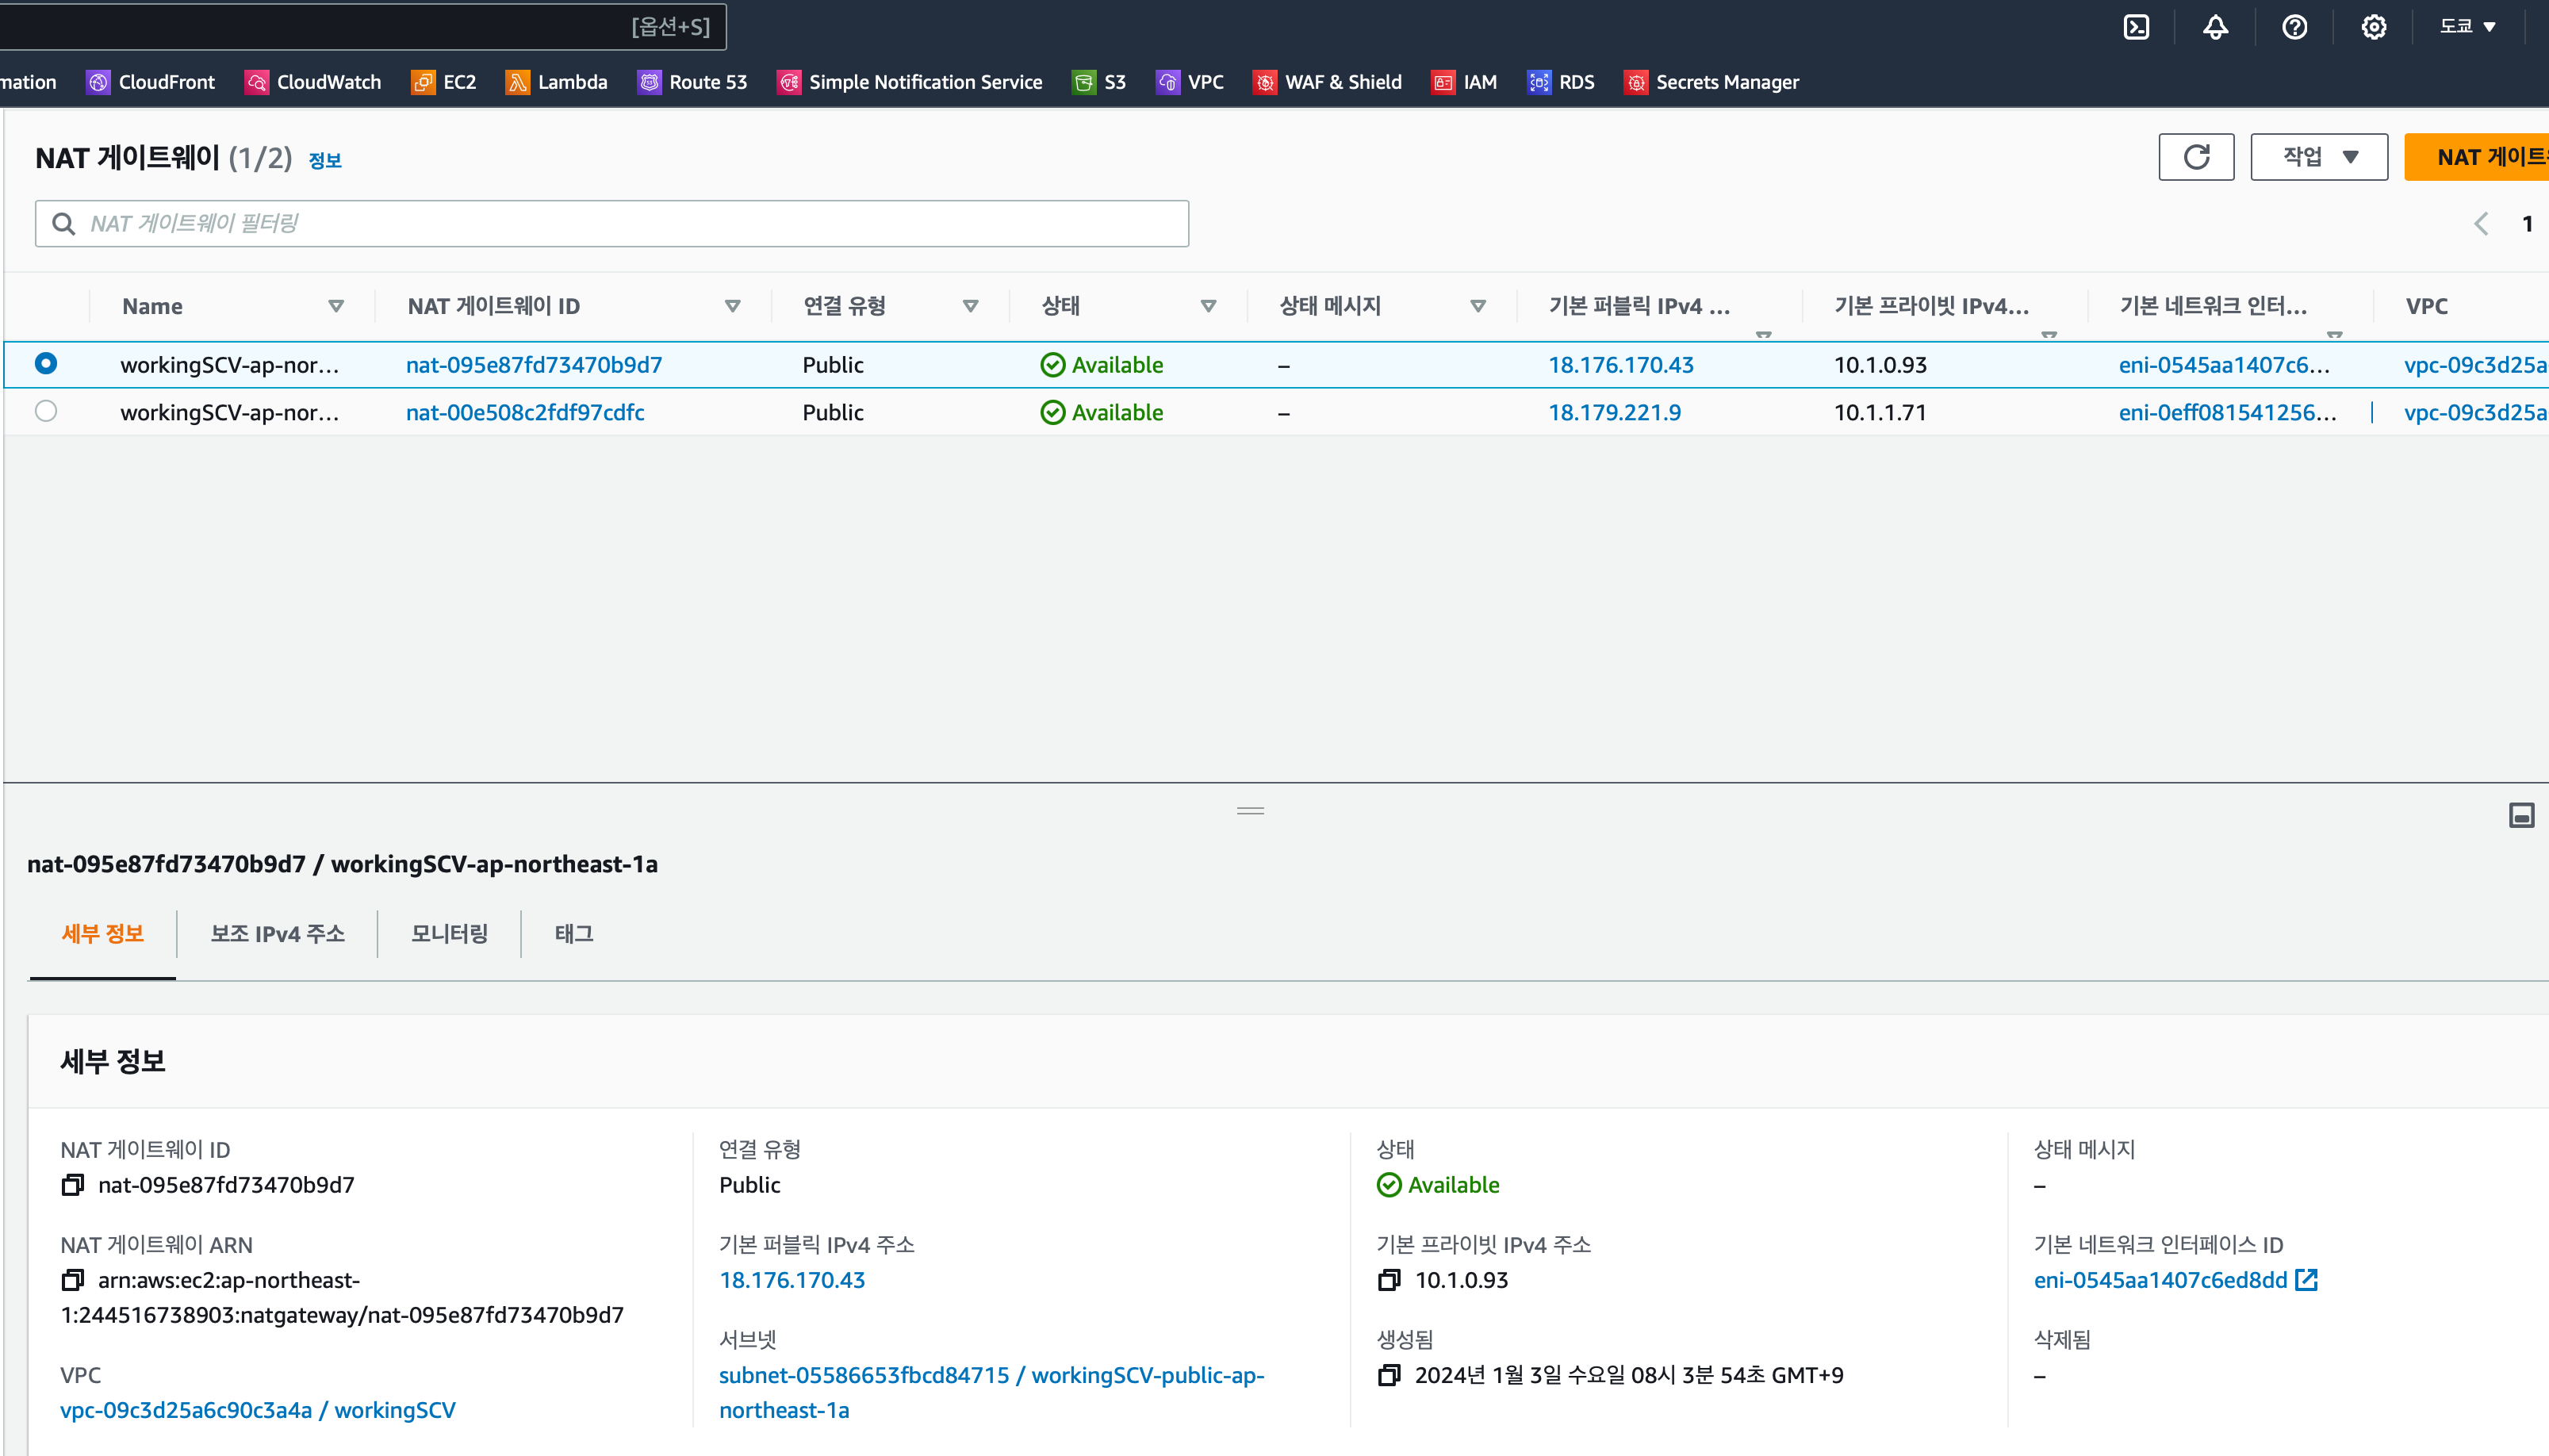 [옵션+S]
도쿄
mation CloudFront CloudWatch EC2 Lambda Route 53 Simple Notification Service S3 VPC WAF & Shield IAM RDS Secrets Manager
NAT 게이트웨이 (1/2) 정보
작업
NAT 게이트
NAT 게이트웨이 필터링
1
Name NAT 게이트웨이 ID 연결 유형 상태 상태 메시지 기본 퍼블릭 IPv4 ... 기본 프라이빗 IPv4... 기본 네트워크 인터... VPC
workingSCV-ap-nor... nat-095e87fd73470b9d7 Public Available – 18.176.170.43 10.1.0.93 eni-0545aa1407c6... vpc-09c3d25a
workingSCV-ap-nor... nat-00e508c2fdf97cdfc Public Available – 18.179.221.9 10.1.1.71 eni-0eff081541256... vpc-09c3d25a
nat-095e87fd73470b9d7 / workingSCV-ap-northeast-1a
세부 정보 보조 IPv4 주소 모니터링 태그
세부 정보
NAT 게이트웨이 ID
nat-095e87fd73470b9d7
NAT 게이트웨이 ARN
arn:aws:ec2:ap-northeast-
1:244516738903:natgateway/nat-095e87fd73470b9d7
VPC
vpc-09c3d25a6c90c3a4a / workingSCV
연결 유형
Public
기본 퍼블릭 IPv4 주소
18.176.170.43
서브넷
subnet-05586653fbcd84715 / workingSCV-public-ap-
northeast-1a
상태
Available
기본 프라이빗 IPv4 주소
10.1.0.93
생성됨
2024년 1월 3일 수요일 08시 3분 54초 GMT+9
상태 메시지
–
기본 네트워크 인터페이스 ID
eni-0545aa1407c6ed8dd
삭제됨
–